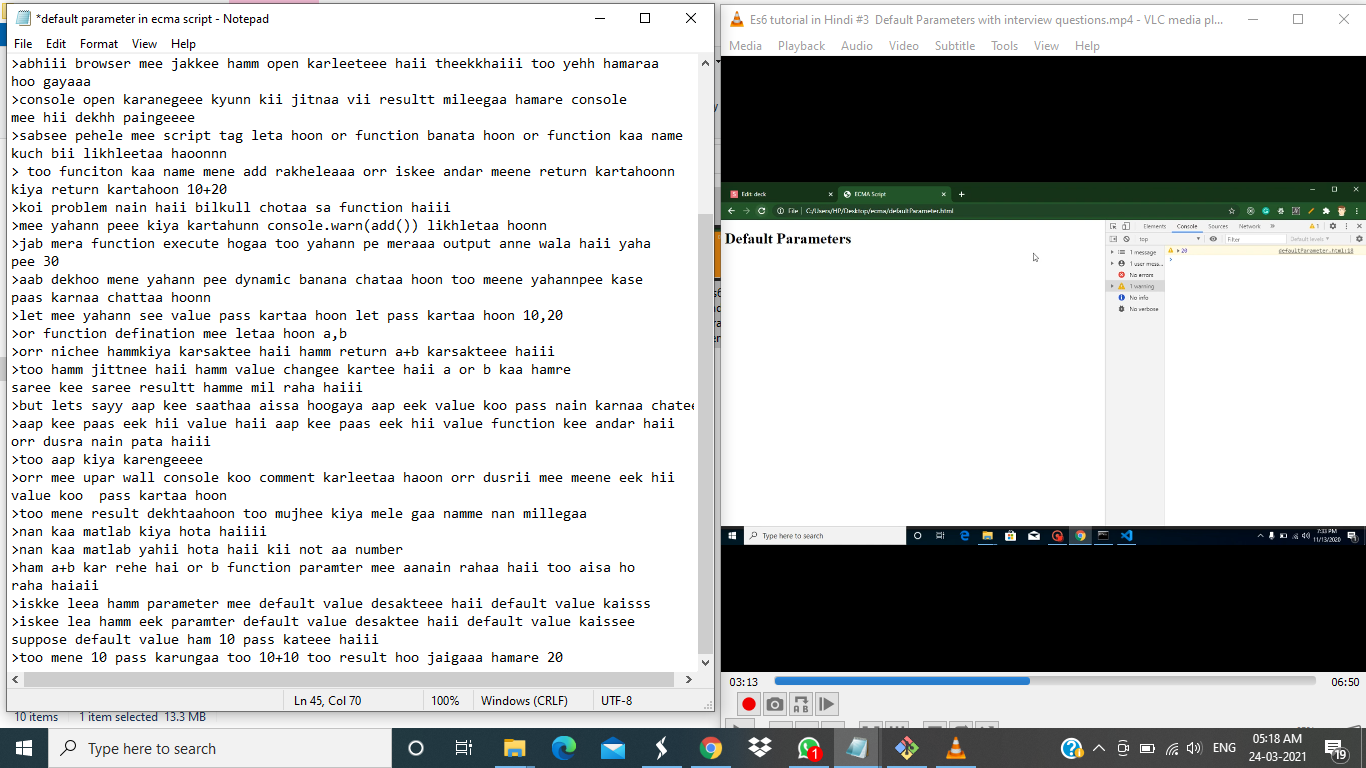 *default parameter in ecma script - Notepad
File Edit Format View Help
>abhiii browser mee jakkee hamm open karleeteee haii theekkhaiii too yehh hamaraa
hoo gayaaa
>console open karanegeee kyunn kii jitnaa vii resultt mileegaa hamare console
mee hii dekhh paingeeee
>sabsee pehele mee script tag leta hoon or function banata hoon or function kaa name
kuch bii likhleetaa haoonnn
> too funciton kaa name mene add rakheleaaa orr iskee andar meene return kartahoonn
kiya return kartahoon 10+20
>koi problem nain haii bilkull chotaa sa function haiii
>mee yahann peee kiya kartahunn console.warn(add()) likhletaa hoonn
>jab mera function execute hogaa too yahann pe meraaa output anne wala haii yaha
pee 30
>aab dekhoo mene yahann pee dynamic banana chataa hoon too meene yahannpee kase
paas karnaa chattaa hoonn
>let mee yahann see value pass kartaa hoon let pass kartaa hoon 10,20
>or function defination mee letaa hoon a,b
>orr nichee hammkiya karsaktee haii hamm return a+b karsakteee haiii
>too hamm jittnee haii hamm value changee kartee haii a or b kaa hamre
saree kee saree resultt hamme mil raha haiii
>but lets sayy aap kee saathaa aissa hoogaya aap eek value koo pass nain karnaa chatee
>aap kee paas eek hii value haii aap kee paas eek hii value function kee andar haii
orr dusra nain pata haiii
>too aap kiya karengeeee
>orr mee upar wall console koo comment karleetaa haoon orr dusrii mee meene eek hii
value koo  pass kartaa hoon
>too mene result dekhtaahoon too mujhee kiya mele gaa namme nan millegaa
>nan kaa matlab kiya hota haiiii
>nan kaa matlab yahii hota haii kii not aa number
>ham a+b kar rehe hai or b function paramter mee aanain rahaa haii too aisa ho
raha haiaii
>iskke leea hamm parameter mee default value desakteee haii default value kaisss
>iskee lea hamm eek paramter default value desaktee haii default value kaissee
suppose default value ham 10 pass kateee haiii
>too mene 10 pass karungaa too 10+10 too result hoo jaigaaa hamare 20
Ln 45, Col 70 100% Windows (CRLF) UTF-8
10 items 1 item selected 13.3 MB
Es6 tutorial in Hindi #3 Default Parameters with interview questions.mp4 - VLC media pl...
Media Playback Audio Video Subtitle Tools View Help
Edit: deck ECMA Script
File C:/Users/HP/Desktop/ecma/defaultParameter.html
Default Parameters
Elements Console Sources Network » 1
top Filter Default levels
1 message
1 user mess...
No errors
1 warning
No info
No verbose
20 defaultParameter.html:18
Type here to search
7:33 PM
11/13/2020
03:13 06:50
Type here to search
1
ENG
05:18 AM
24-03-2021
19